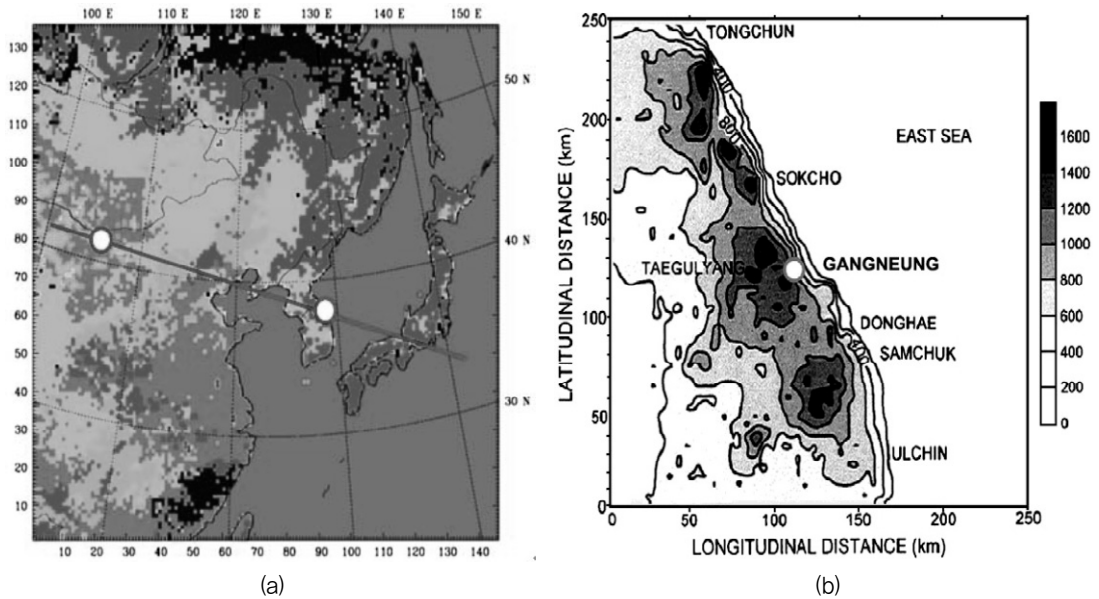 100 E 110 E 120 E 132 E 140 E 150 E
130
120
110
100
90
80
70
60
50
40
30
20
10
50 N
40 N
30 N
10 20 30 40 50 60 70 80 90 100 110 120 130 140
(a)
250
200
150
100
50
0
LATITUDINAL DISTANCE (km)
TONGCHUN
EAST SEA
SOKCHO
TAEGULYANG
GANGNEUNG
DONGHAE
SAMCHUK
ULCHIN
800
400
0 50 100 150 200 250
LONGITUDINAL DISTANCE (km)
1600
1400
1200
1000
800
600
400
200
0
(b)